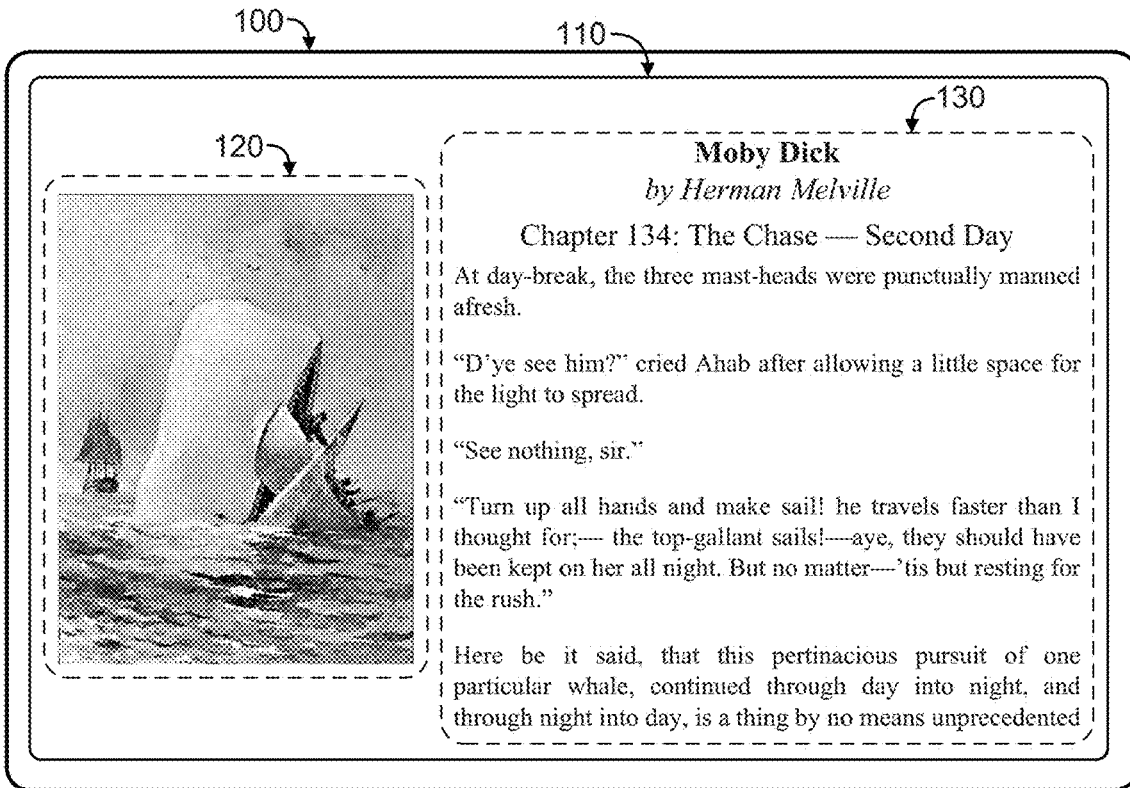 100
110
130
120
Moby Dick
by Herman Melville
Chapter 134: The Chase — Second Day
At day-break, the three mast-heads were punctually manned
afresh.
“D’ye see him?” cried Ahab after allowing a little space for
the light to spread.
“See nothing, sir.”
“Turn up all hands and make sail! he travels faster than I
thought for;— the top-gallant sails!—aye, they should have
been kept on her all night. But no matter—’tis but resting for
the rush.”
Here be it said, that this pertinacious pursuit of one
particular whale, continued through day into night, and
through night into day, is a thing by no means unprecedented